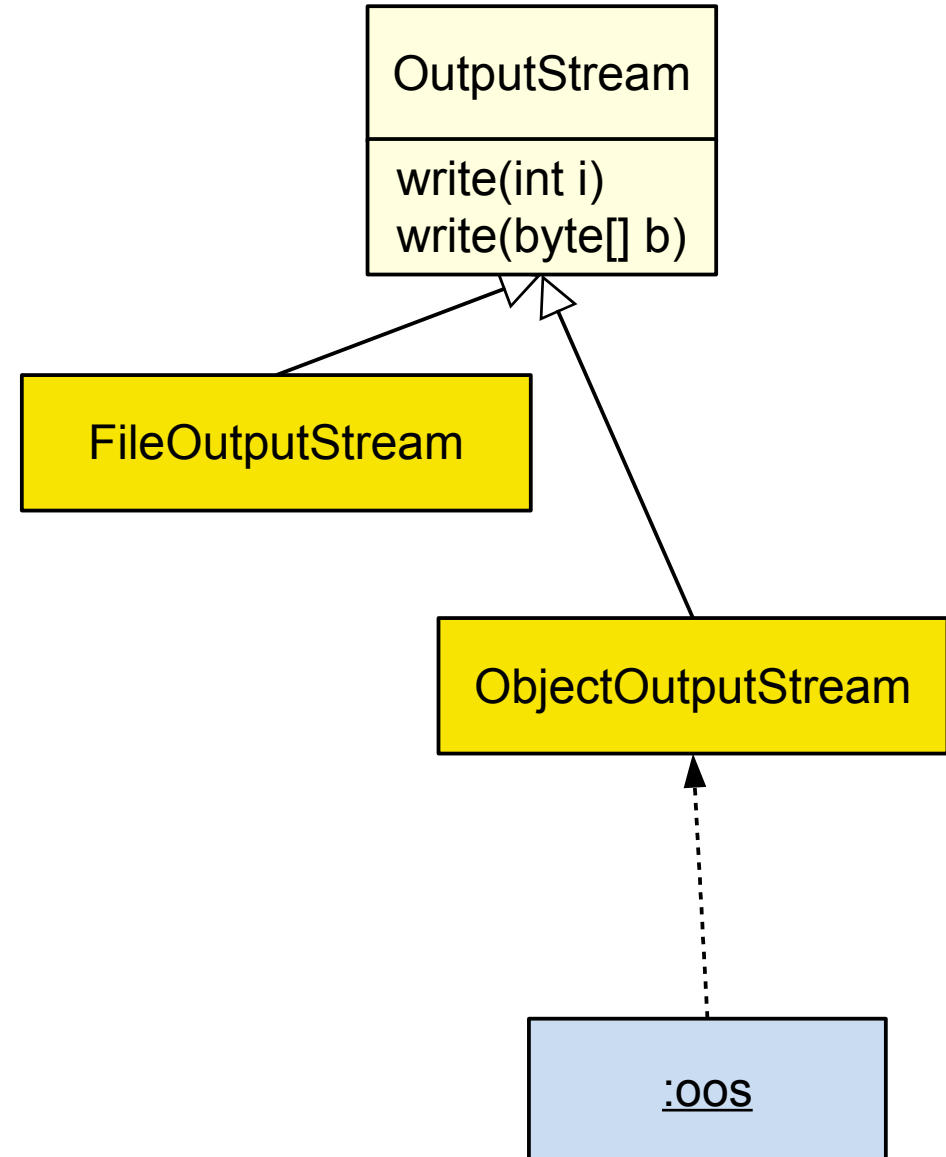 OutputStream
write(int i)
write(byte[] b)
FileOutputStream
ObjectOutputStream
:oos